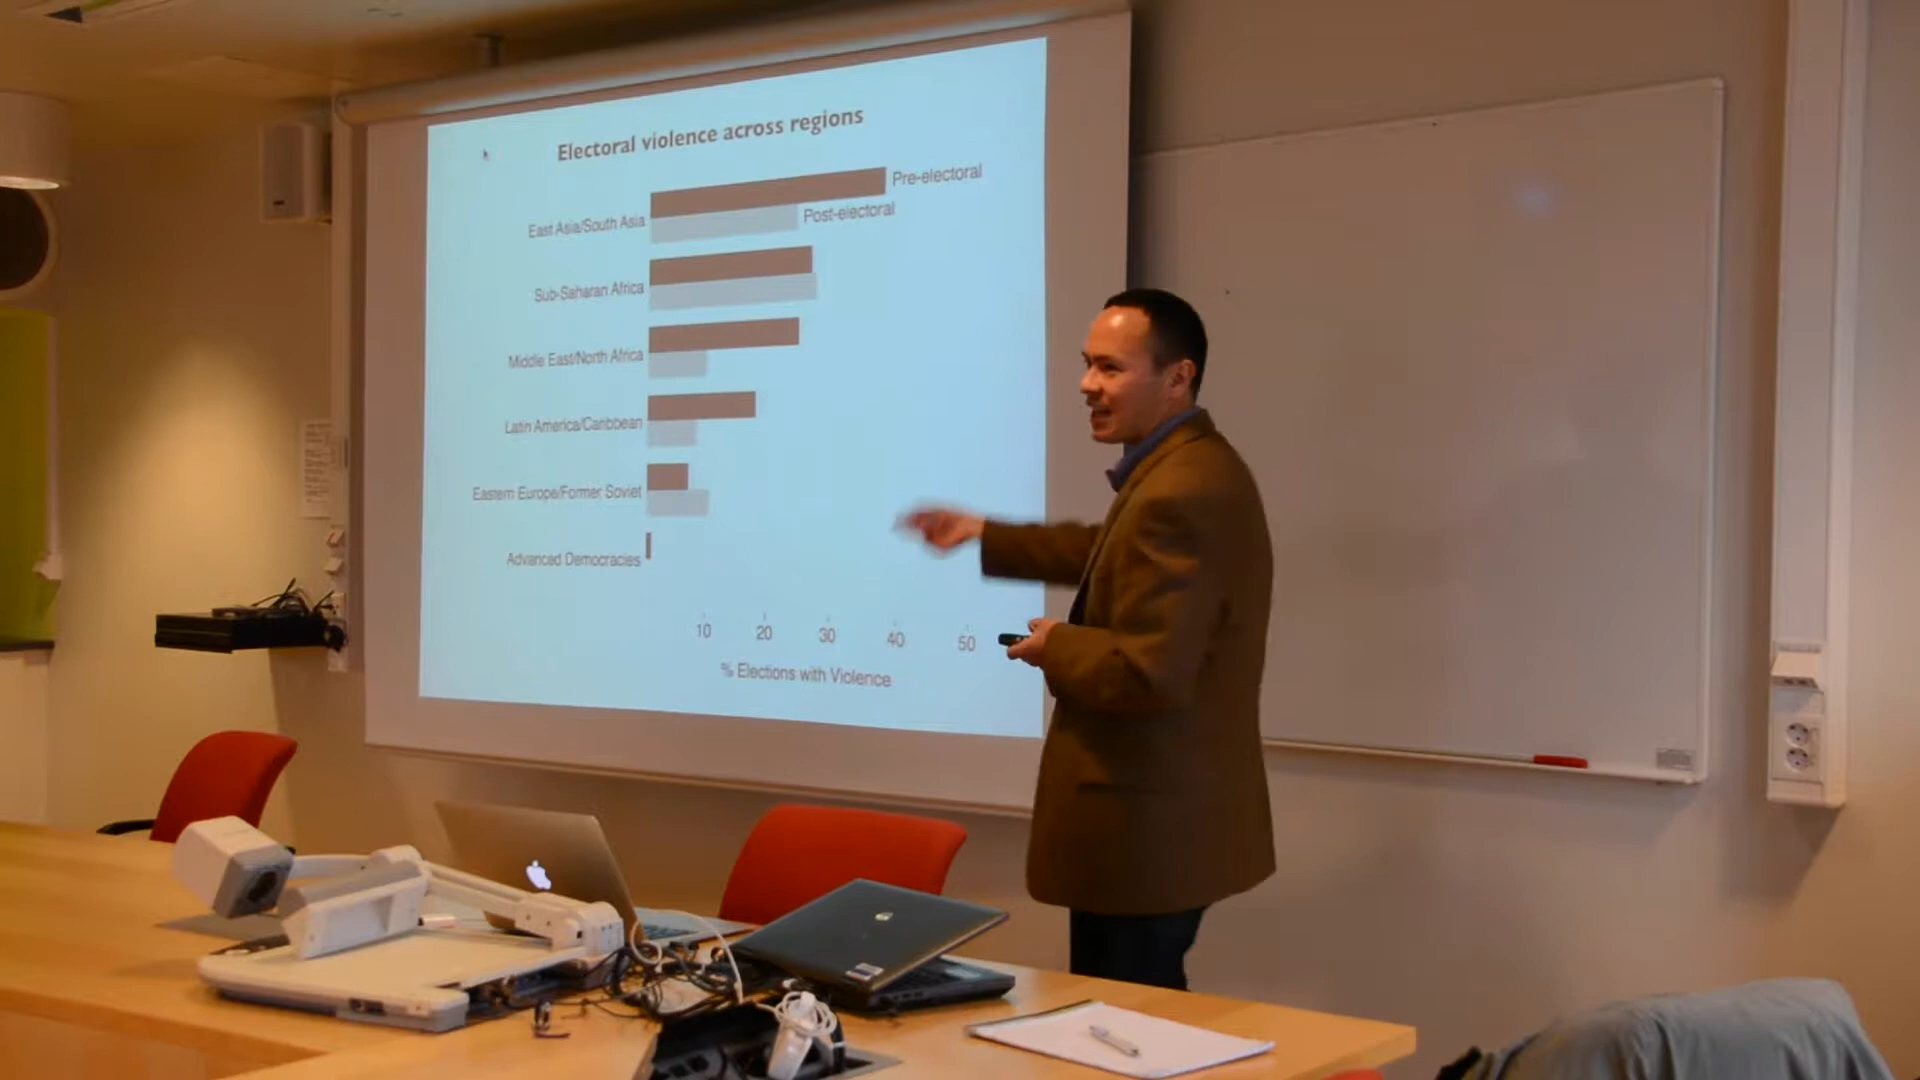 Electoral violence across regions
Pre-electoral
Post-electoral
East Asia/South Asia
Sub-Saharan Africa
Middle East/North Africa
Latin America/Caribbean
Eastern Europe/Former Soviet
Advanced Democracies
10 20 30 40 50
% Elections with Violence